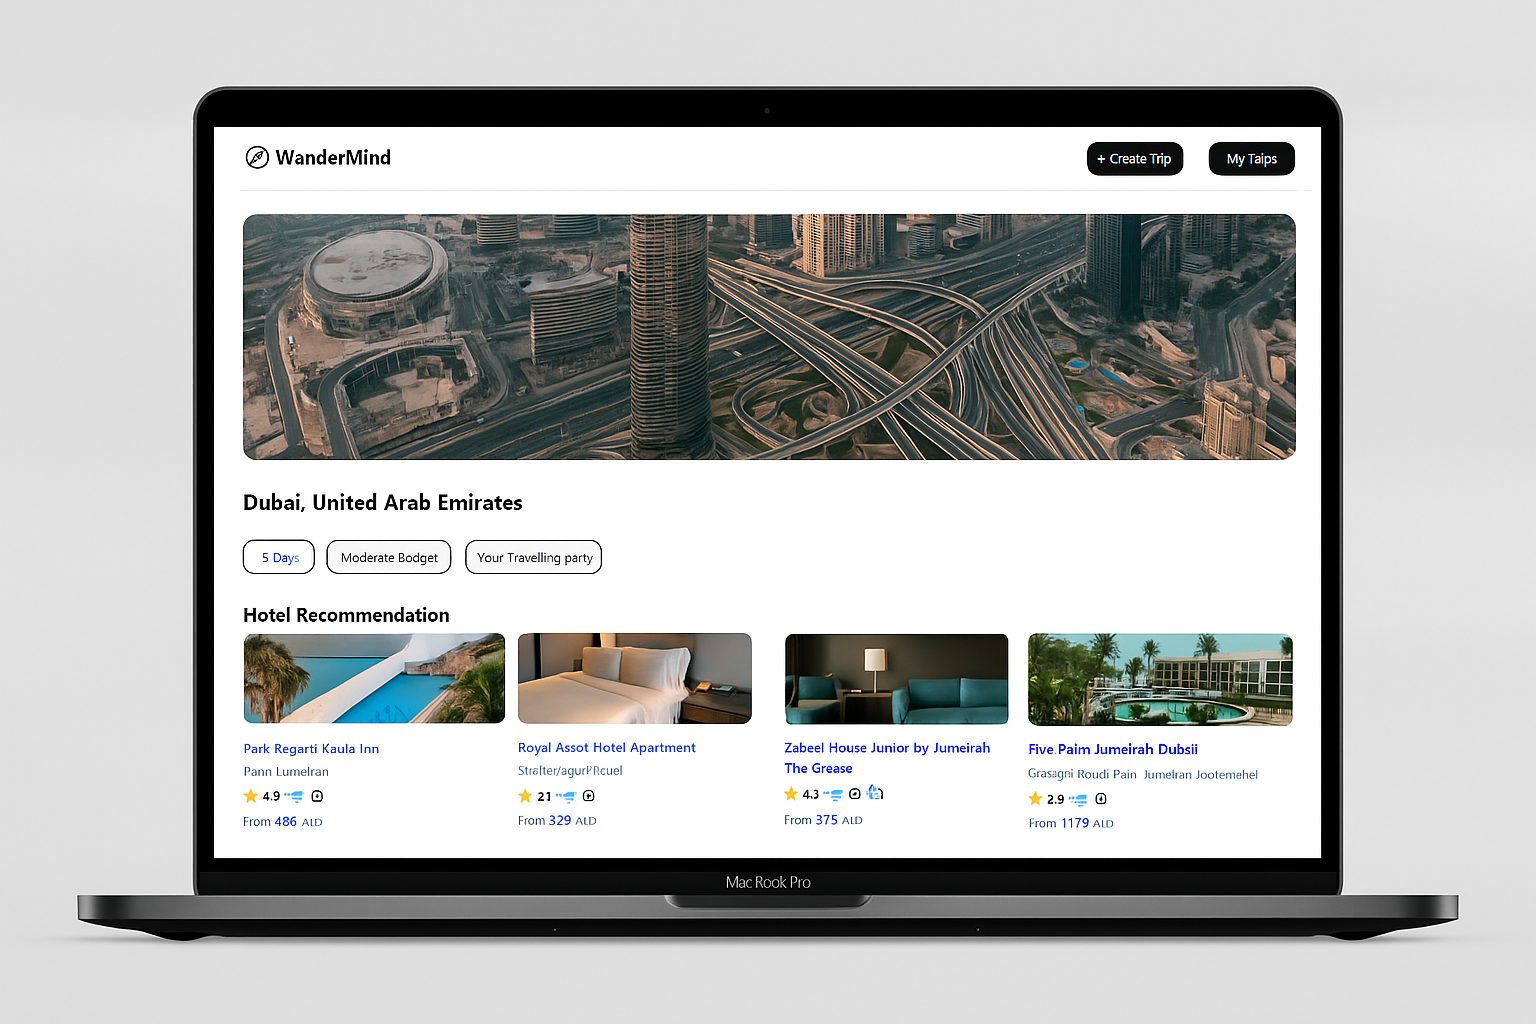 WanderMind
+ Create Trip
My Taips
Dubai, United Arab Emirates
5 Days
Moderate Bodget
Your Travelling party
Hotel Recommendation
Park Regarti Kaula Inn
Pann Lumelran
4.9
From 486 ALD
Royal Assot Hotel Apartment
21
From 329 ALD
Zabeel House Junior by Jumeirah
The Grease
4.3
From 375 ALD
Five.Paim Jumeirah Dubsii
Roudi Pain Jumelran Jootemehel
2.9
From 1179 ALD
Mac Rook Pro